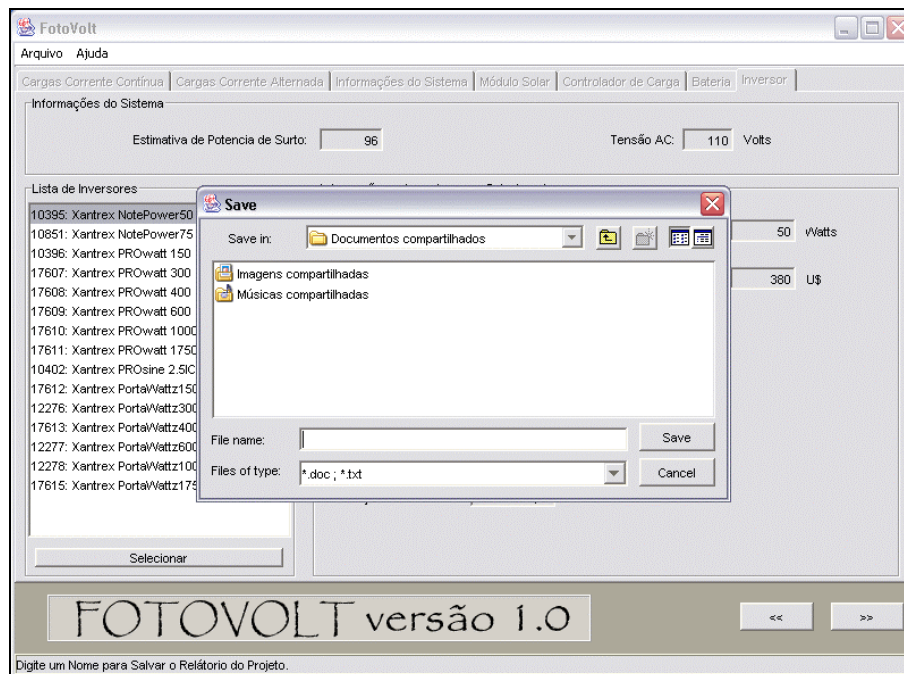 FotoVolt
Arquivo Ajuda
Cargas Corrente Contínua Cargas Corrente Alternada Informações do Sistema Módulo Solar Controlador de Carga Bateria Inversor
Informações do Sistema
Estimativa de Potencia de Surto: 96 Tensão AC: 110 Volts
Lista de Inversores
10395: Xantrex NotePower50
10851: Xantrex NotePower75
10396: Xantrex PROwatt 150
17607: Xantrex PROwatt 300
17608: Xantrex PROwatt 400
17609: Xantrex PROwatt 600
17610: Xantrex PROwatt 1000
17611: Xantrex PROwatt 1750
10402: Xantrex PROsine 2.5IC
17612: Xantrex PortaWattz150
12276: Xantrex PortaWattz300
17613: Xantrex PortaWattz400
12277: Xantrex PortaWattz600
12278: Xantrex PortaWattz100
17615: Xantrex PortaWattz175
Selecionar
50 Watts
380 U$
Save
Save in: Documentos compartilhados
Imagens compartilhadas
Músicas compartilhadas
File name: Save
Files of type: *.doc ; *.txt Cancel
FOTOVOLT versão 1.0
<< >>
Digite um Nome para Salvar o Relátorio do Projeto.